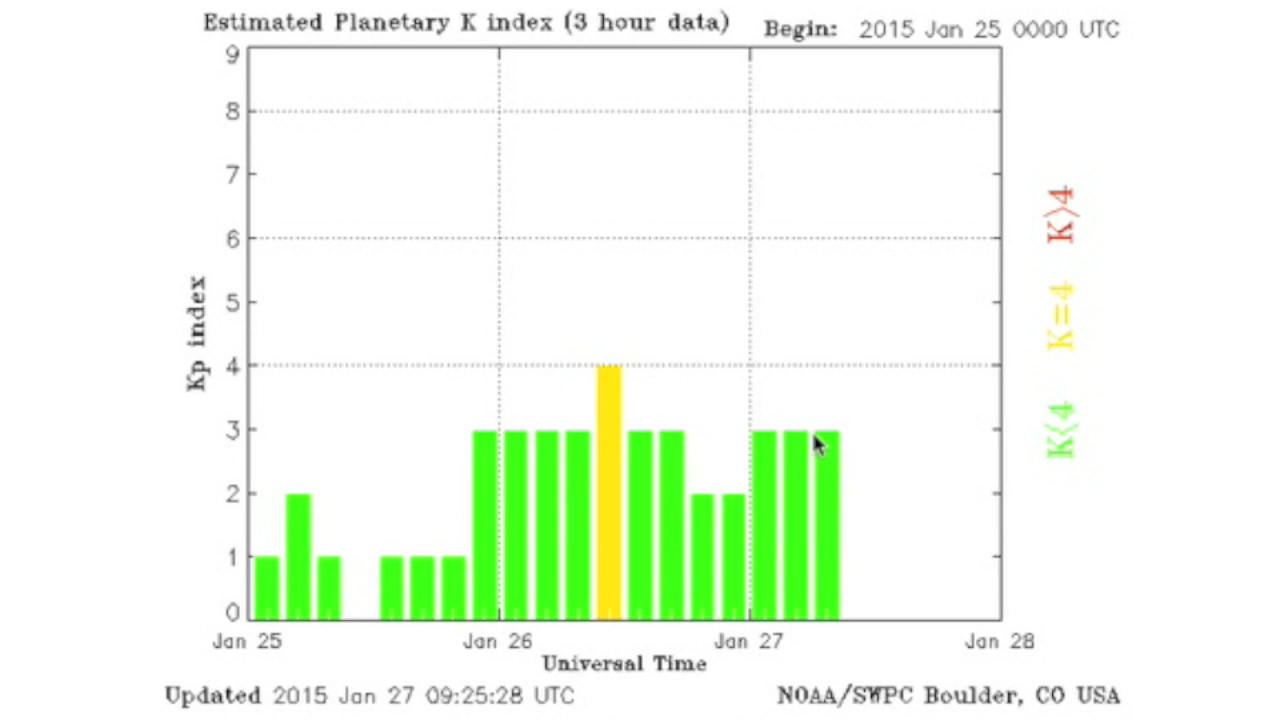 Estimated Planetary K index (3 hour data)
Begin: 2015 Jan 25 0000 UTC
9
8
7
6
5
4
3
2
1
0
Kp index
K>4
K=4
K<4
Jan 25 Jan 26 Jan 27 Jan 28
Universal Time
Updated 2015 Jan 27 09:25:28 UTC
NOAA/SWPC Boulder, CO USA